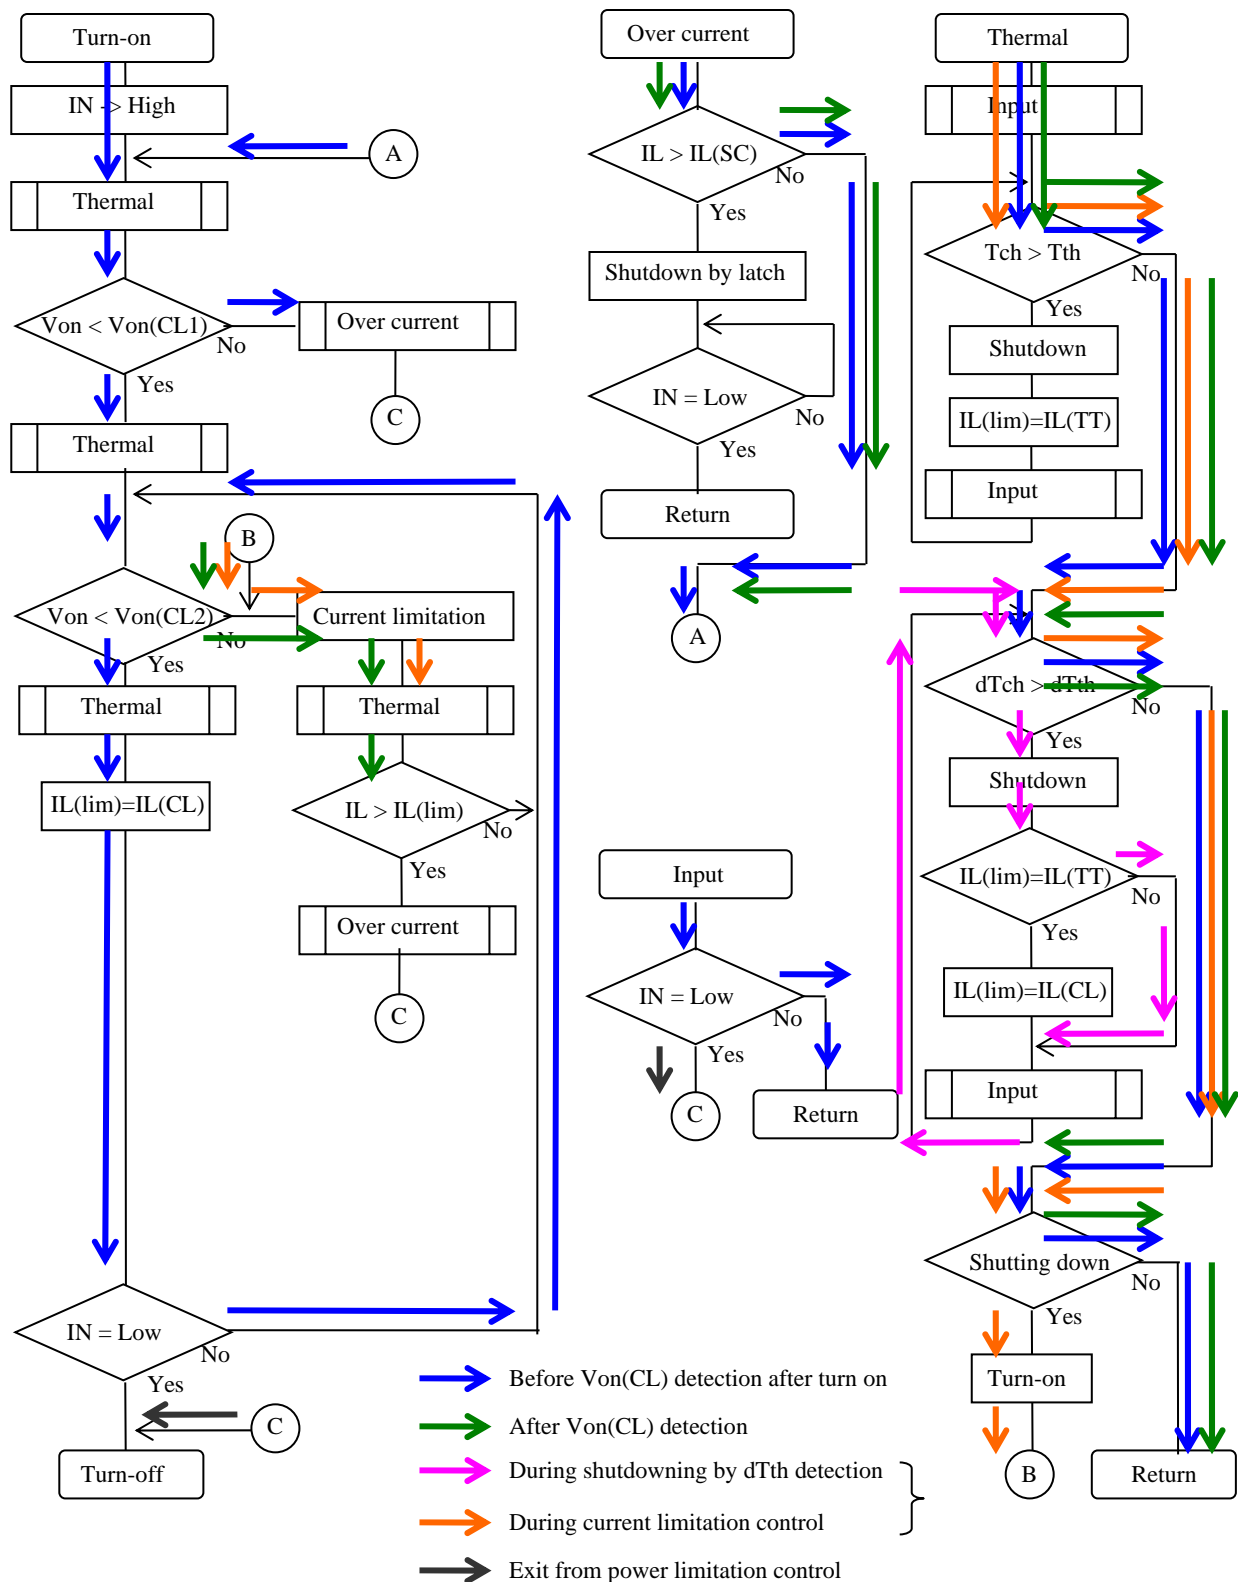 Turn-on
IN -> High
A
Thermal
Von < Von(CL1)
No
Yes
Over current
C
Thermal
B
Von < Von(CL2)
No
Yes
Current limitation
Thermal
Thermal
IL(lim)=IL(CL)
IL > IL(lim)
No
Yes
Over current
C
IN = Low
No
Yes
C
Turn-off
Over current
IL > IL(SC)
No
Yes
Shutdown by latch
IN = Low
No
Yes
Return
A
Input
IN = Low
No
Yes
C
Return
Thermal
Input
Tch > Tth
No
Yes
Shutdown
IL(lim)=IL(TT)
Input
dTch > dTth
No
Yes
Shutdown
IL(lim)=IL(TT)
No
Yes
IL(lim)=IL(CL)
Input
Shutting down
No
Yes
Turn-on
B
Return
Before Von(CL) detection after turn on
After Von(CL) detection
During shutdowning by dTth detection
During current limitation control
Exit from power limitation control